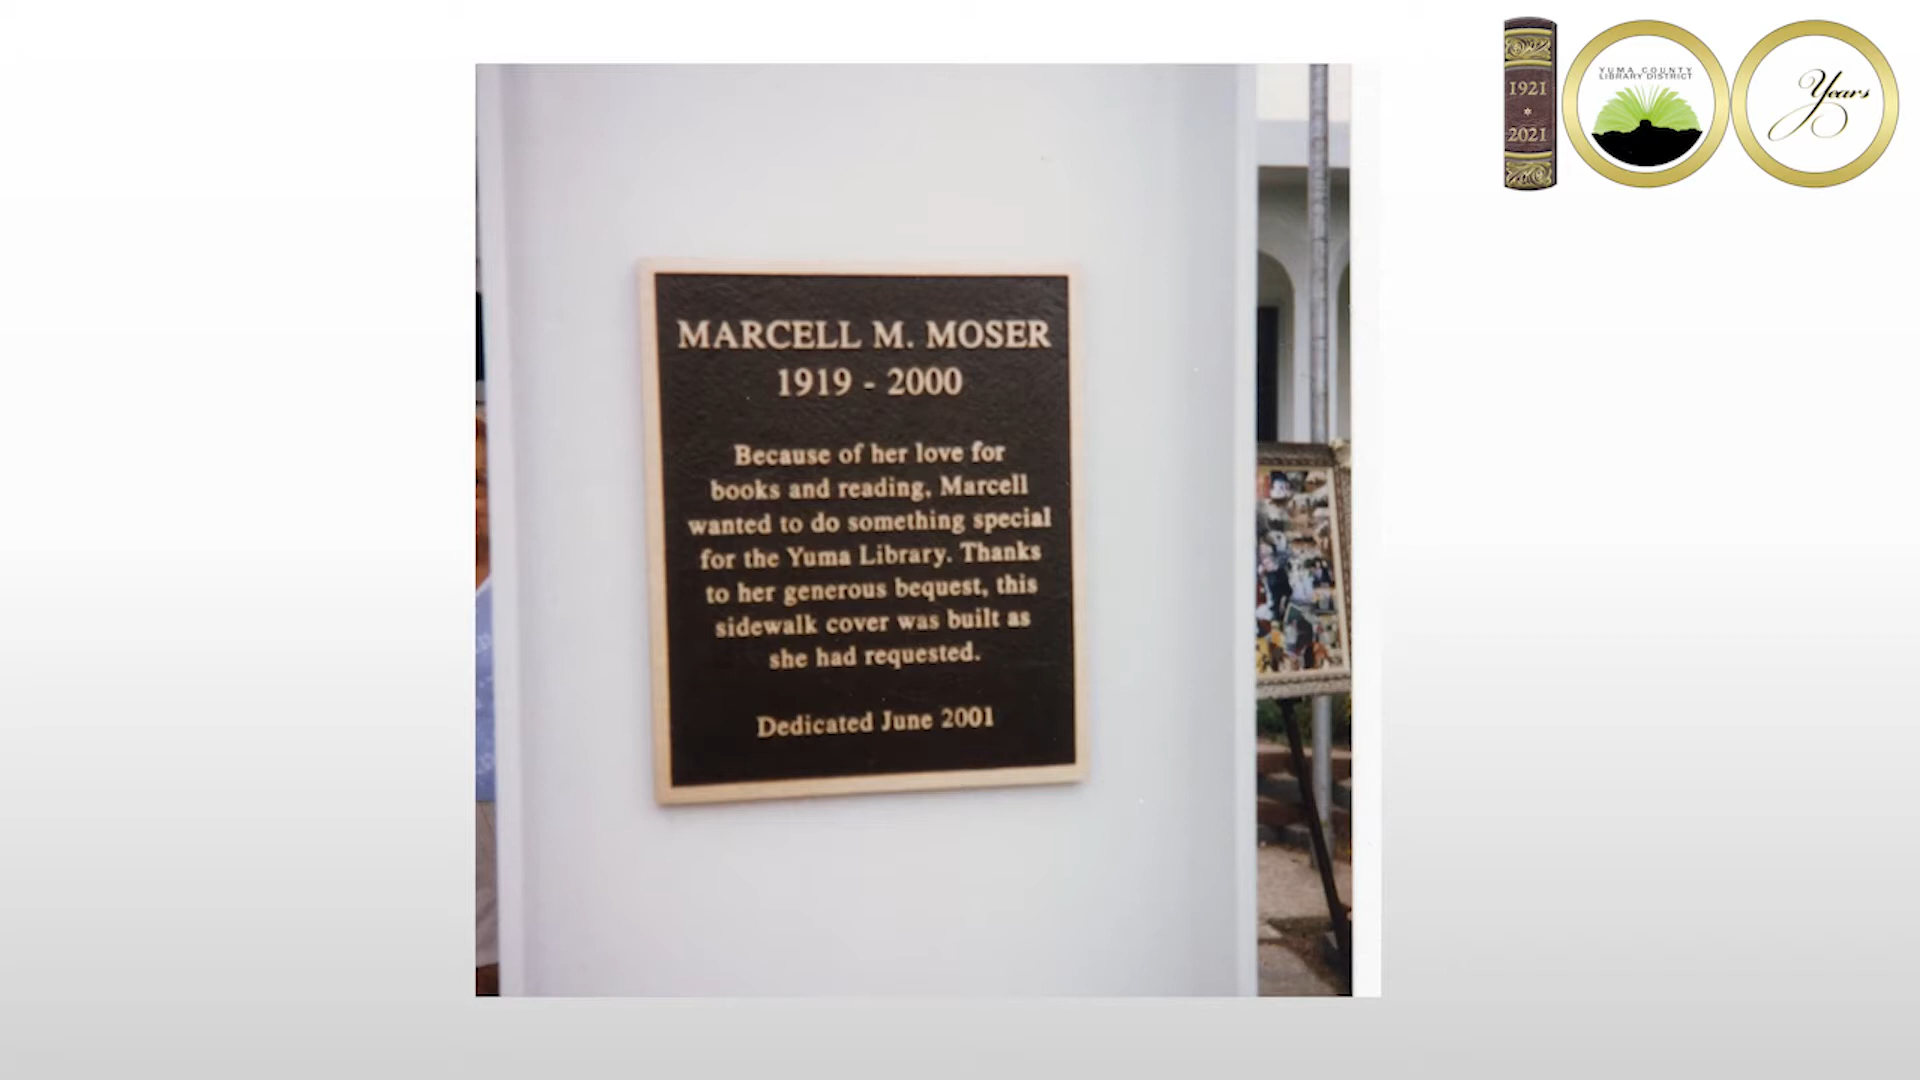 MARCELL M. MOSER
1919 - 2000
Because of her love for
books and reading, Marcell
wanted to do something special
for the Yuma Library. Thanks
to her generous bequest, this
sidewalk cover was built as
she had requested.
Dedicated June 2001
1921
*
2021
YUMA COUNTY
LIBRARY DISTRICT
Years